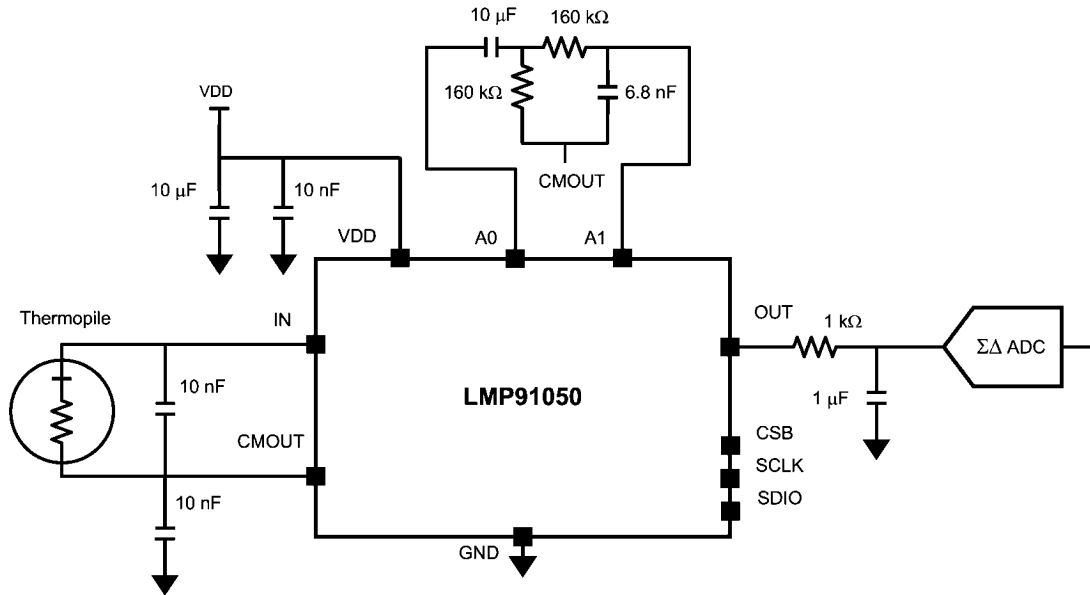 10 μF
160 kΩ
160 kΩ
6.8 nF
CMOUT
VDD
10 μF
10 nF
VDD
A0
A1
Thermopile
IN
OUT
1 kΩ
ΣΔ ADC
10 nF
LMP91050
1 μF
CMOUT
CSB
SCLK
SDIO
10 nF
GND